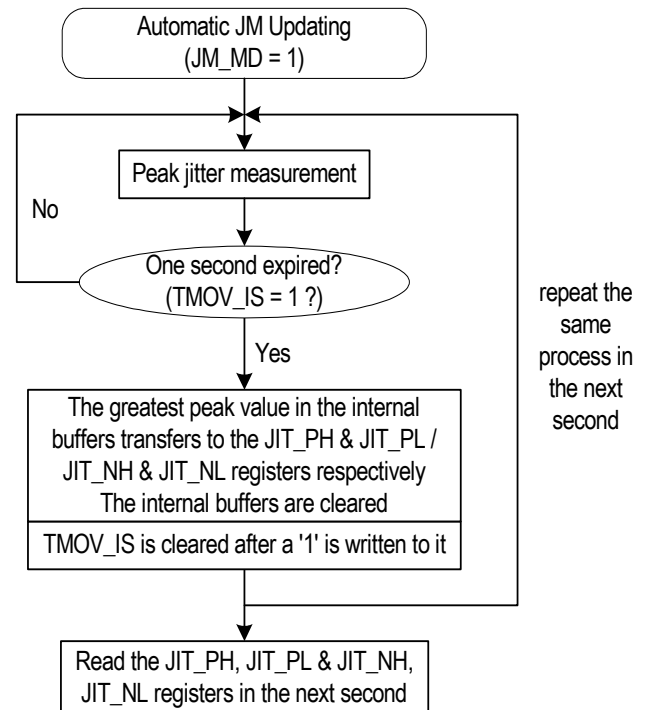 Automatic JM Updating
(JM_MD = 1)
Peak jitter measurement
No
One second expired?
(TMOV_IS = 1 ?)
repeat the
same
process in
the next
second
Yes
The greatest peak value in the internal
buffers transfers to the JIT_PH & JIT_PL /
JIT_NH & JIT_NL registers respectively
The internal buffers are cleared
TMOV_IS is cleared after a '1' is written to it
Read the JIT_PH, JIT_PL & JIT_NH,
JIT_NL registers in the next second